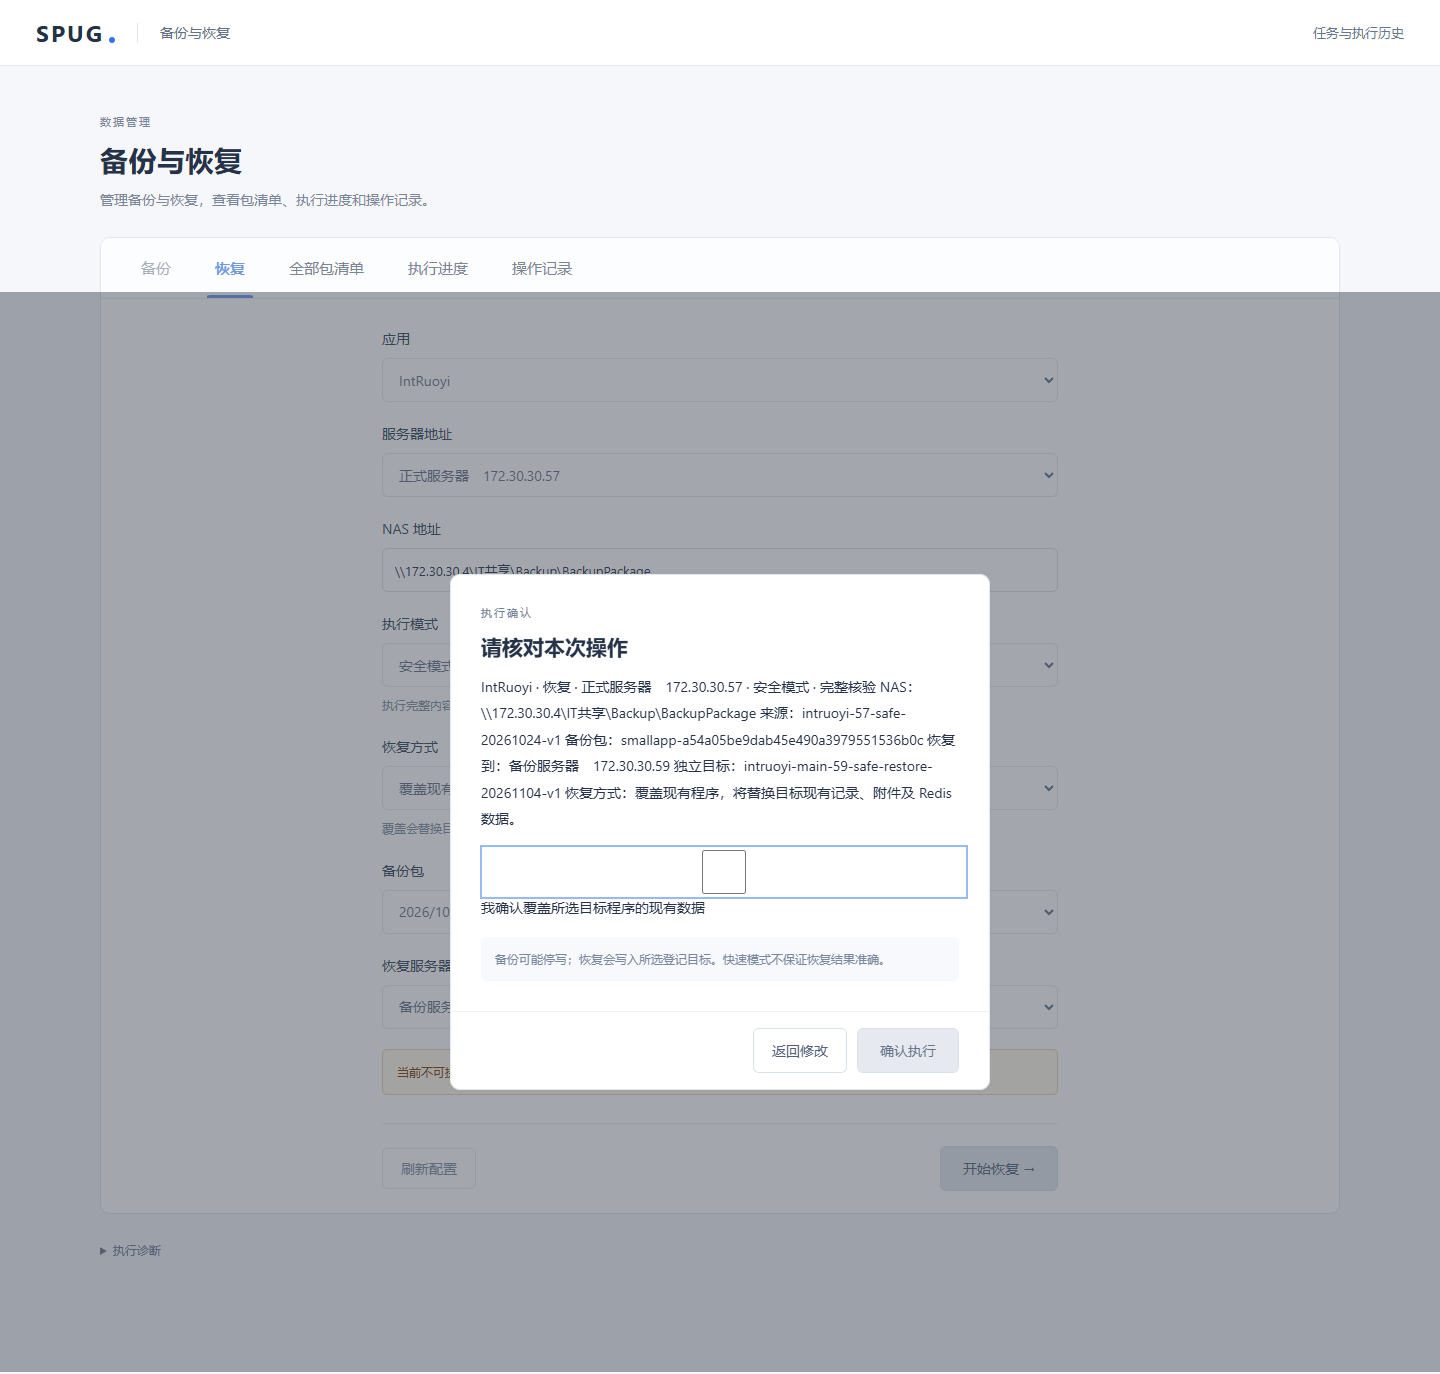 SPUG.
备份与恢复
任务与执行历史
数据管理
备份与恢复
管理备份与恢复，查看包清单、执行进度和操作记录。
备份
恢复
全部包清单
执行进度
操作记录
应用
IntRuoyi
服务器地址
正式服务器 172.30.30.57
NAS 地址
\\172.30.30.4\IT共享\Backup\BackupPackage
执行模式
安全模式
执行完整内容
恢复方式
覆盖现有
覆盖会替换目
备份包
2026/10
恢复服务器
备份服务
当前不可执
执行确认
请核对本次操作
IntRuoyi · 恢复 · 正式服务器 172.30.30.57 · 安全模式 · 完整核验 NAS：
\\172.30.30.4\IT共享\Backup\BackupPackage 来源：intruoyi-57-safe-
20261024-v1 备份包：smallapp-a54a05be9dab45e490a3979551536b0c 恢复
到：备份服务器 172.30.30.59 独立目标：intruoyi-main-59-safe-restore-
20261104-v1 恢复方式：覆盖现有程序，将替换目标现有记录、附件及 Redis
数据。
我确认覆盖所选目标程序的现有数据
备份可能停写；恢复会写入所选登记目标。快速模式不保证恢复结果准确。
返回修改
确认执行
刷新配置
开始恢复 →
▶ 执行诊断